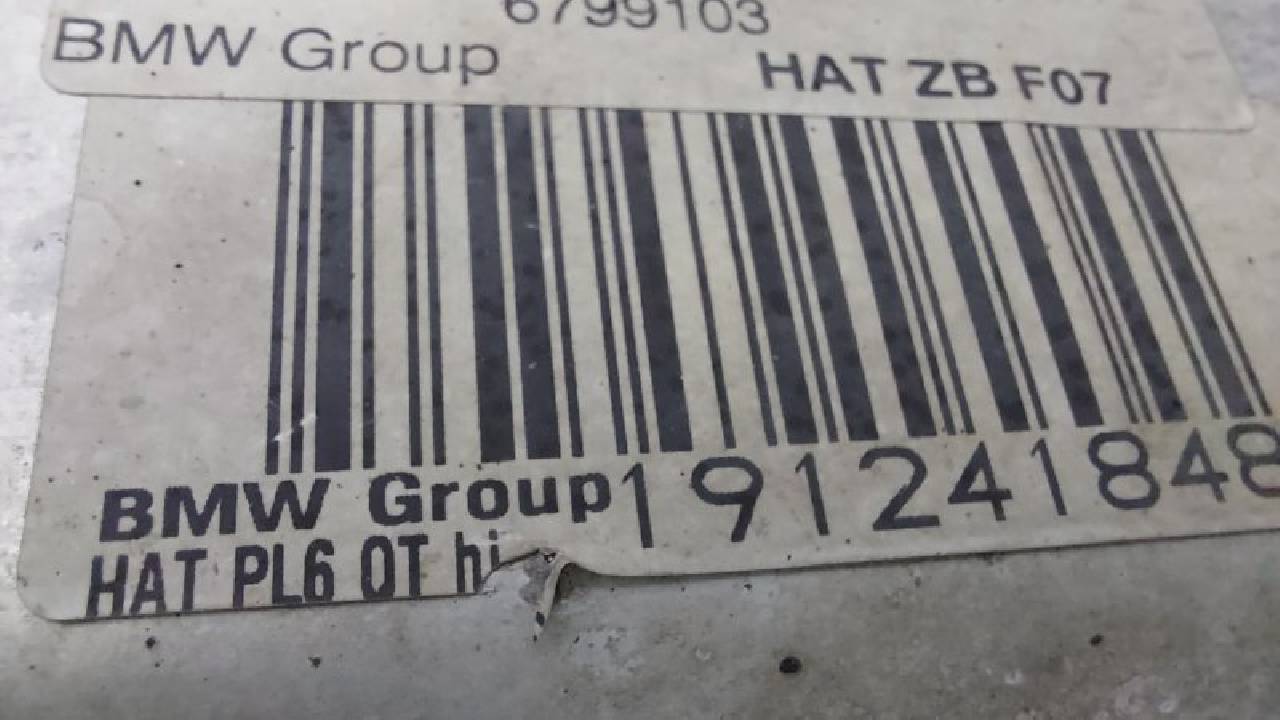 6799103
BMW Group
HAT ZB F07
BMW Group 191241848
HAT PL6 OT hi